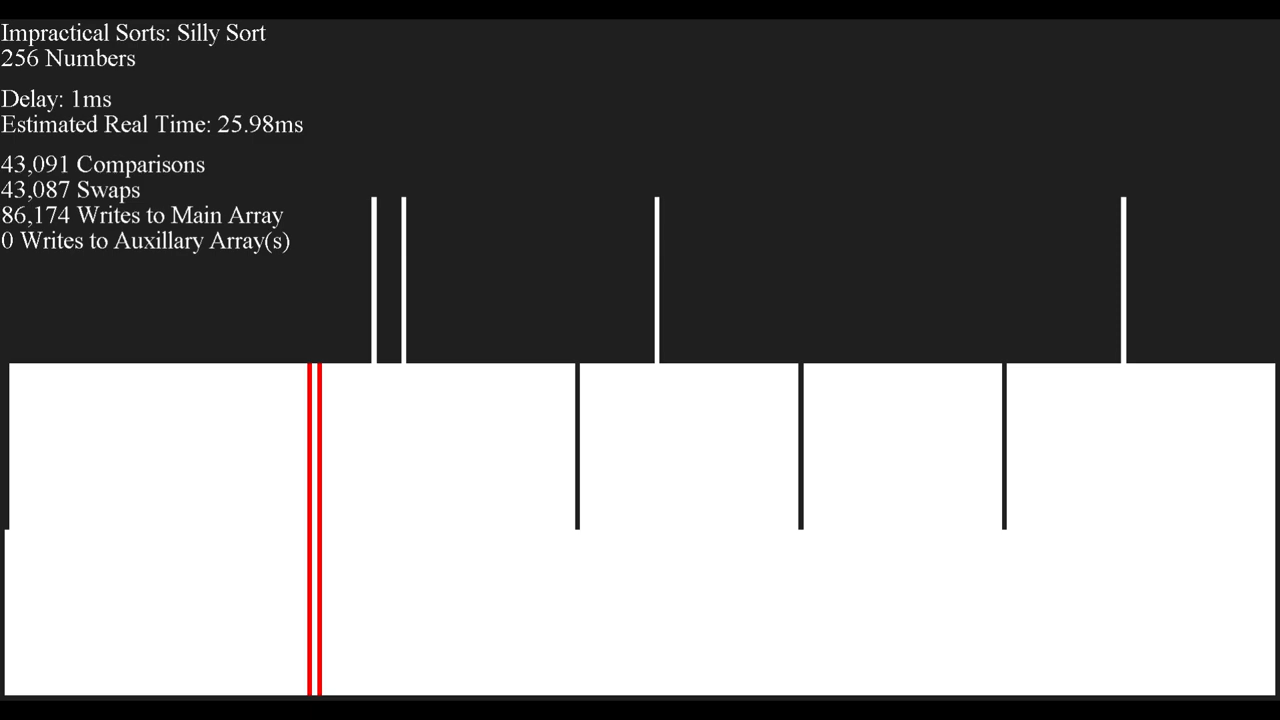 Impractical Sorts: Silly Sort
256 Numbers
Delay: 1ms
Estimated Real Time: 25.98ms
43,091 Comparisons
43,087 Swaps
86,174 Writes to Main Array
0 Writes to Auxillary Array(s)